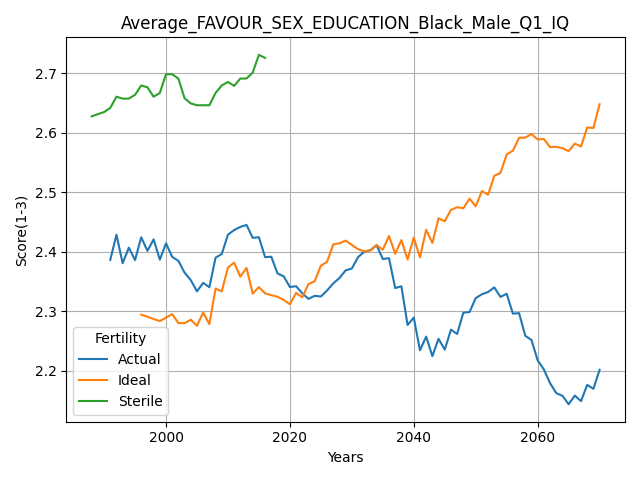 Average_FAVOUR_SEX_EDUCATION_Black_Male_Q1_IQ
Score(1-3)
2.7
2.6
2.5
2.4
2.3
2.2
Fertility
Actual
Ideal
Sterile
2000 2020 2040 2060
Years